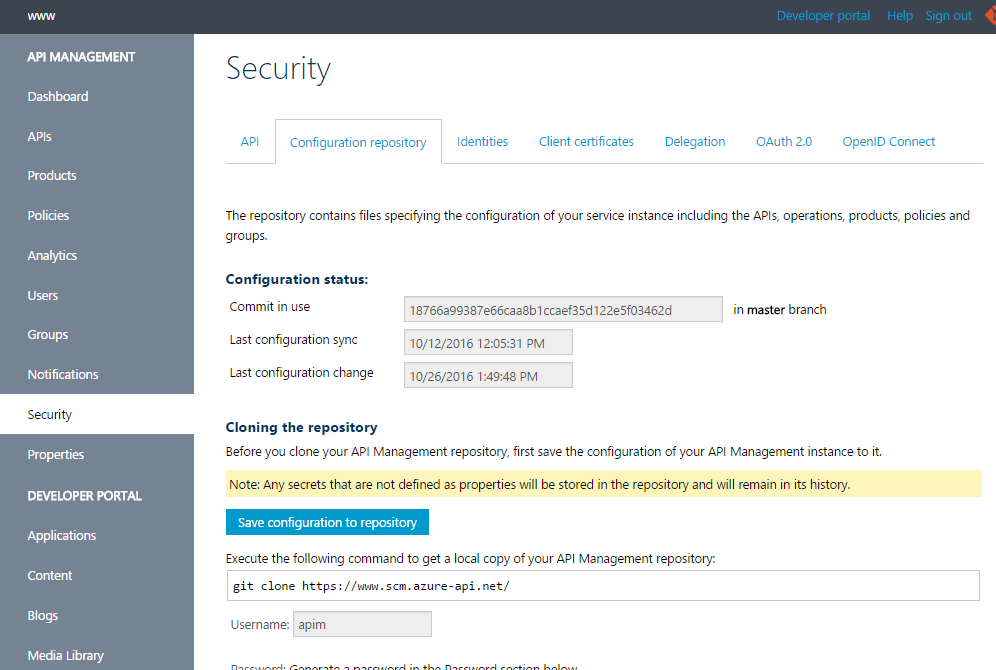 www
Developer portal Help Sign out
API MANAGEMENT
Dashboard
APIs
Products
Policies
Analytics
Users
Groups
Notifications
Security
Properties
DEVELOPER PORTAL
Applications
Content
Blogs
Media Library
Security
API Configuration repository Identities Client certificates Delegation OAuth 2.0 OpenID Connect
The repository contains files specifying the configuration of your service instance including the APIs, operations, products, policies and
groups.
Configuration status:
Commit in use 18766a99387e66caa8b1ccaef35d122e5f03462d in master branch
Last configuration sync 10/12/2016 12:05:31 PM
Last configuration change 10/26/2016 1:49:48 PM
Cloning the repository
Before you clone your API Management repository, first save the configuration of your API Management instance to it.
Note: Any secrets that are not defined as properties will be stored in the repository and will remain in its history.
Save configuration to repository
Execute the following command to get a local copy of your API Management repository:
git clone https://www.scm.azure-api.net/
Username: apim
Password: Generate a password in the Password section below